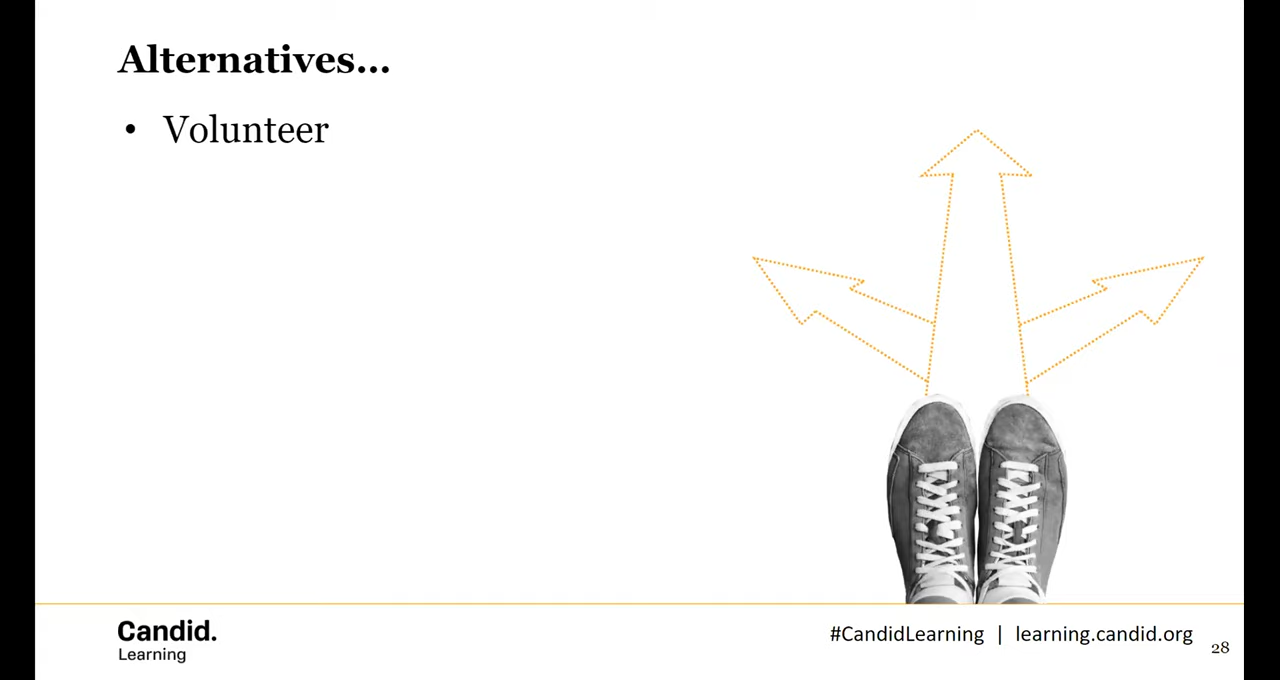 Alternatives...
• Volunteer
Candid.
Learning
#CandidLearning | learning.candid.org
28